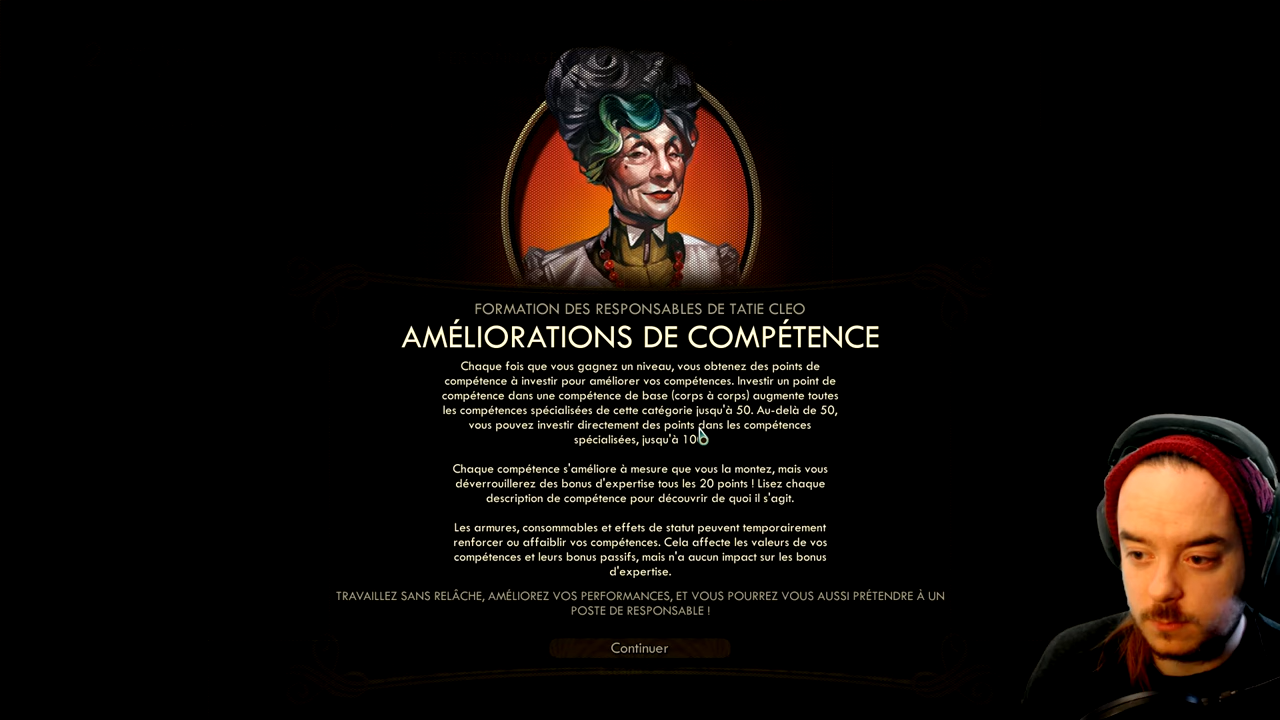 FORMATION DES RESPONSABLES DE TATIE CLEO
AMÉLIORATIONS DE COMPÉTENCE
Chaque fois que vous gagnez un niveau, vous obtenez des points de
compétence à investir pour améliorer vos compétences. Investir un point de
compétence dans une compétence de base (corps à corps) augmente toutes
les compétences spécialisées de cette catégorie jusqu'à 50. Au-delà de 50,
vous pouvez investir directement des points dans les compétences
spécialisées, jusqu'à 100
Chaque compétence s'améliore à mesure que vous la montez, mais vous
déverrouillerez des bonus d'expertise tous les 20 points ! Lisez chaque
description de compétence pour découvrir de quoi il s'agit.
Les armures, consommables et effets de statut peuvent temporairement
renforcer ou affaiblir vos compétences. Cela affecte les valeurs de vos
compétences et leurs bonus passifs, mais n'a aucun impact sur les bonus
d'expertise.
TRAVAILLEZ SANS RELÂCHE, AMÉLIOREZ VOS PERFORMANCES, ET VOUS POURREZ VOUS AUSSI PRÉTENDRE À UN
POSTE DE RESPONSABLE !
Continuer